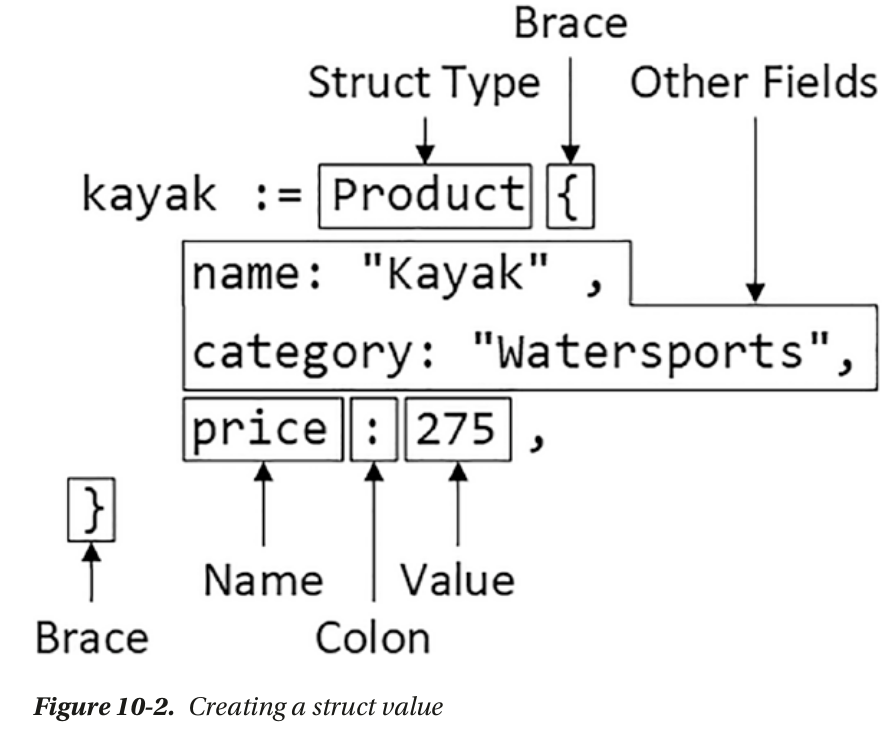 Brace
Struct Type Other Fields
kayak := Product {
name: "Kayak" ,
category: "Watersports",
price : 275 ,
}
Name Value
Brace Colon
Figure 10-2. Creating a struct value